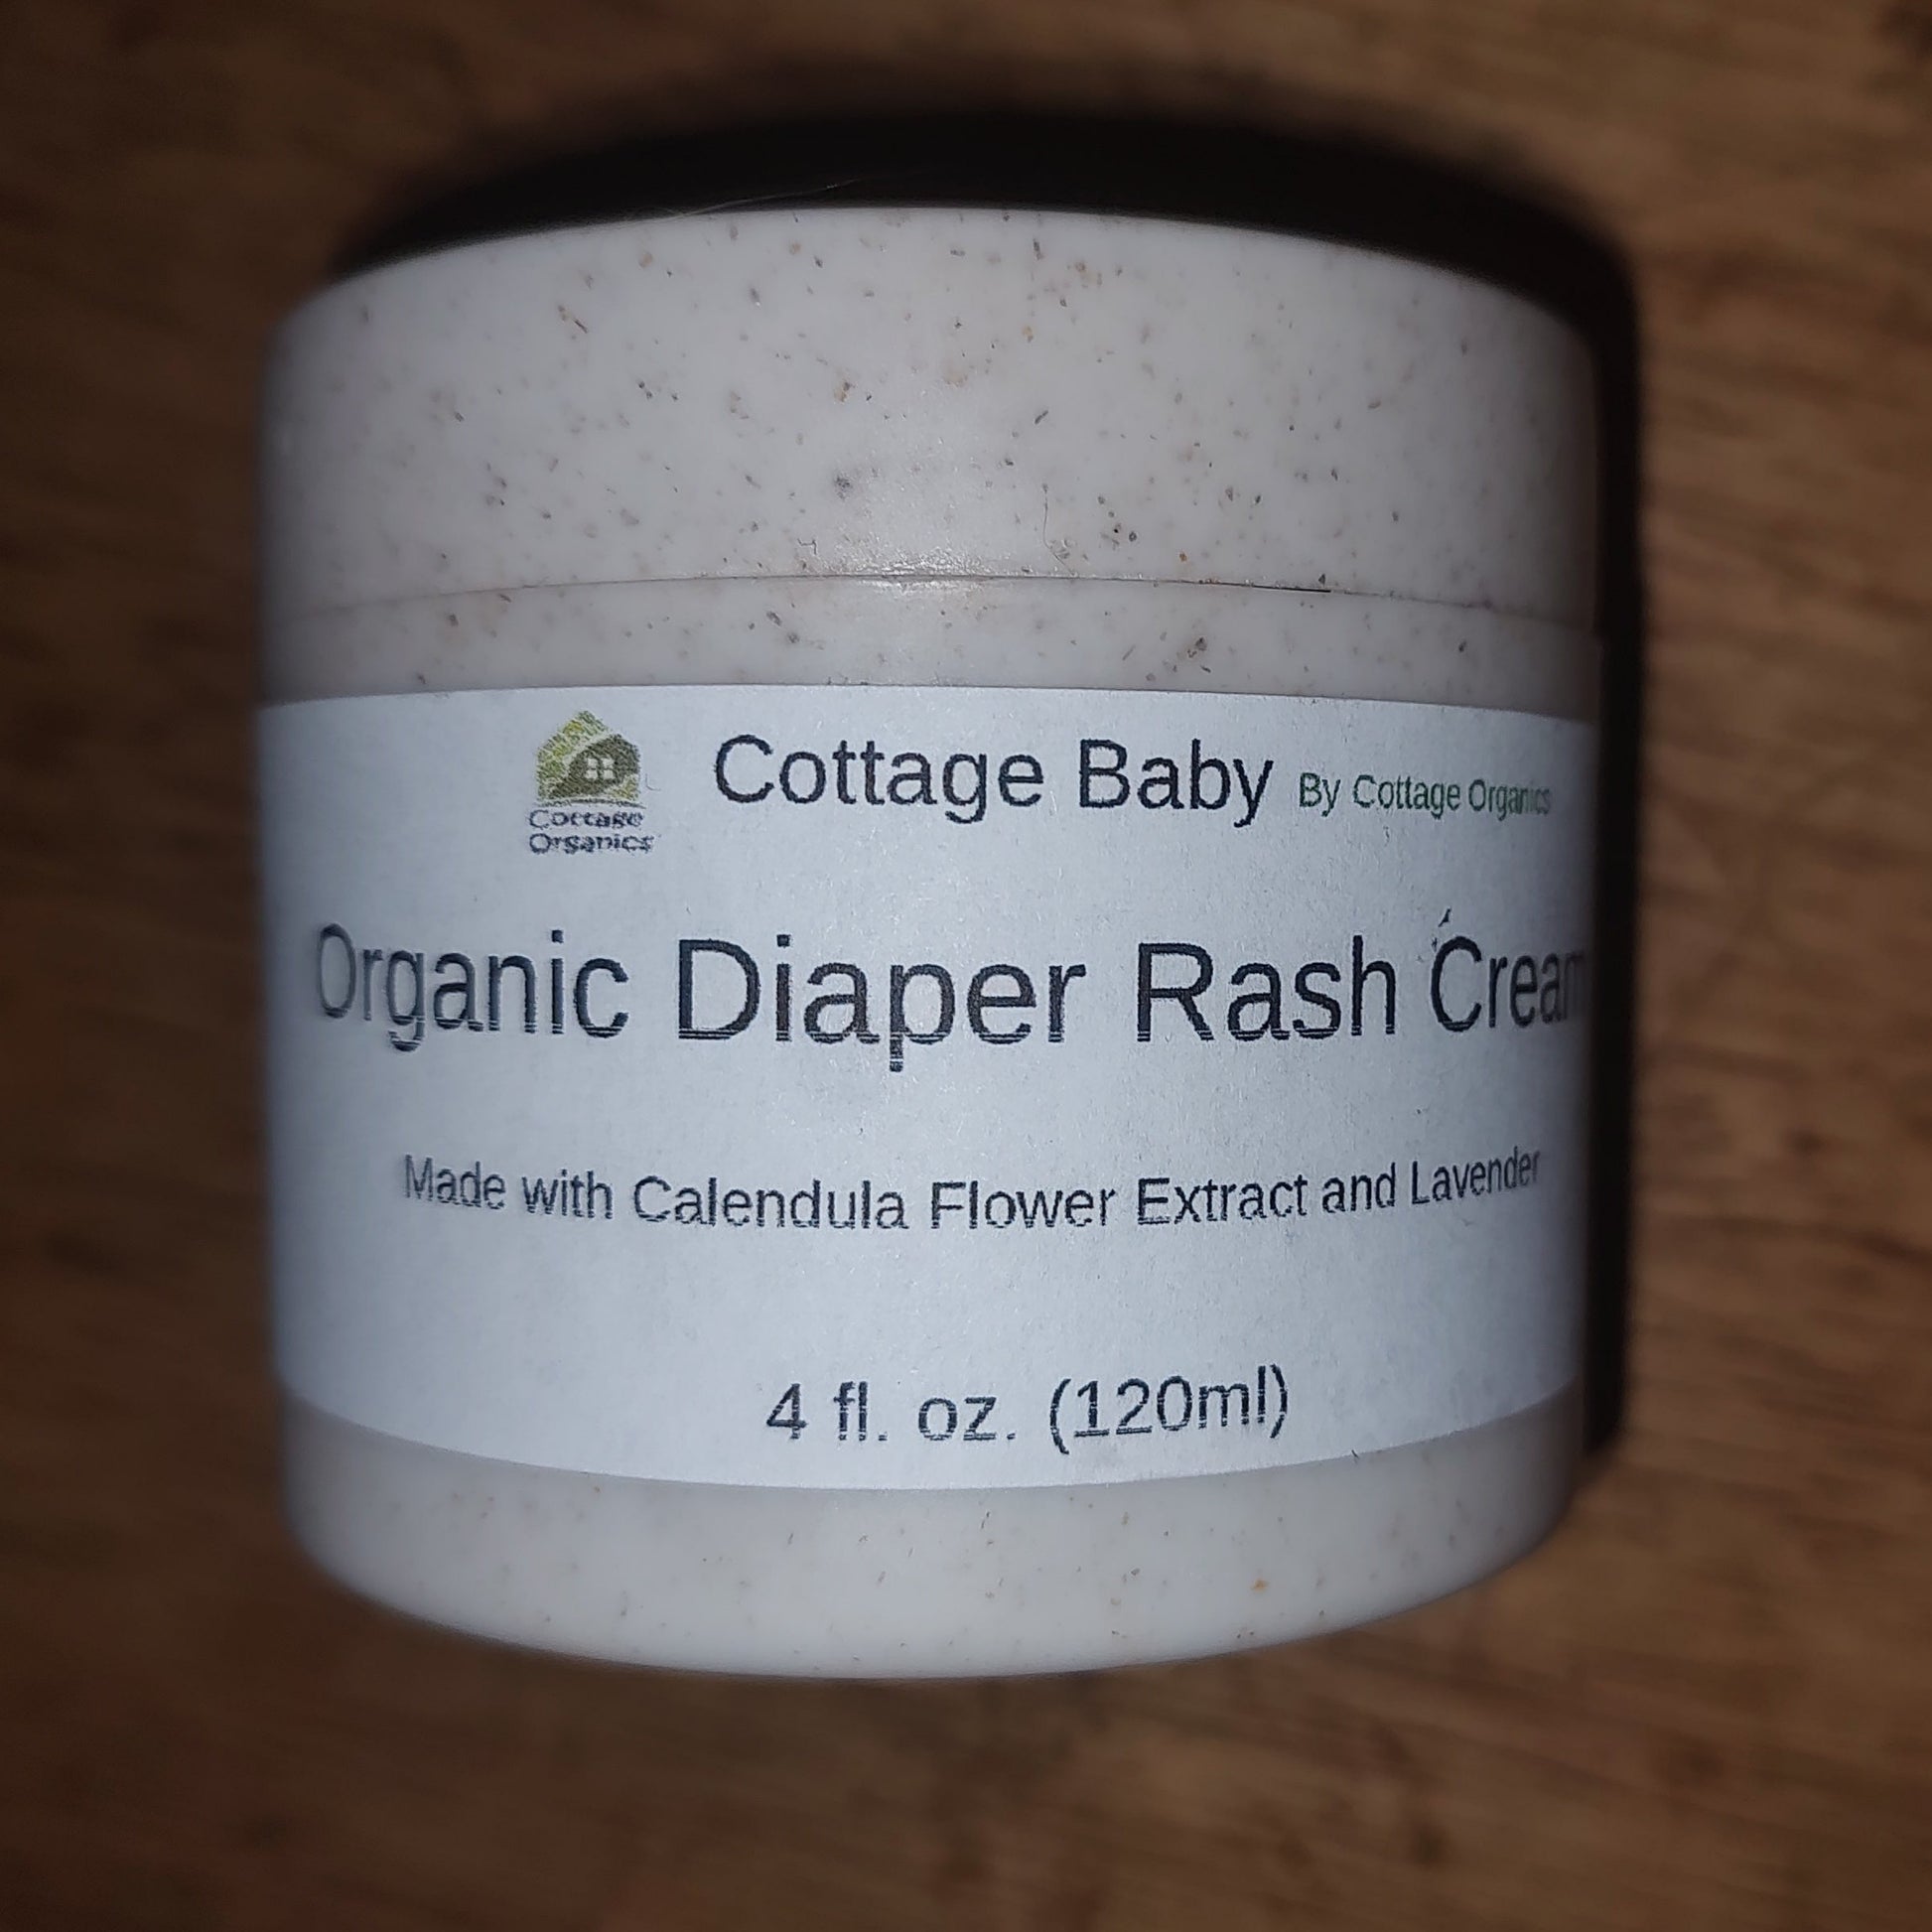 Cottage
Organics
Cottage Baby By Cottage Organics
Organic Diaper Rash Cream
Made with Calendula Flower Extract and Lavender
4 fl. oz. (120ml)